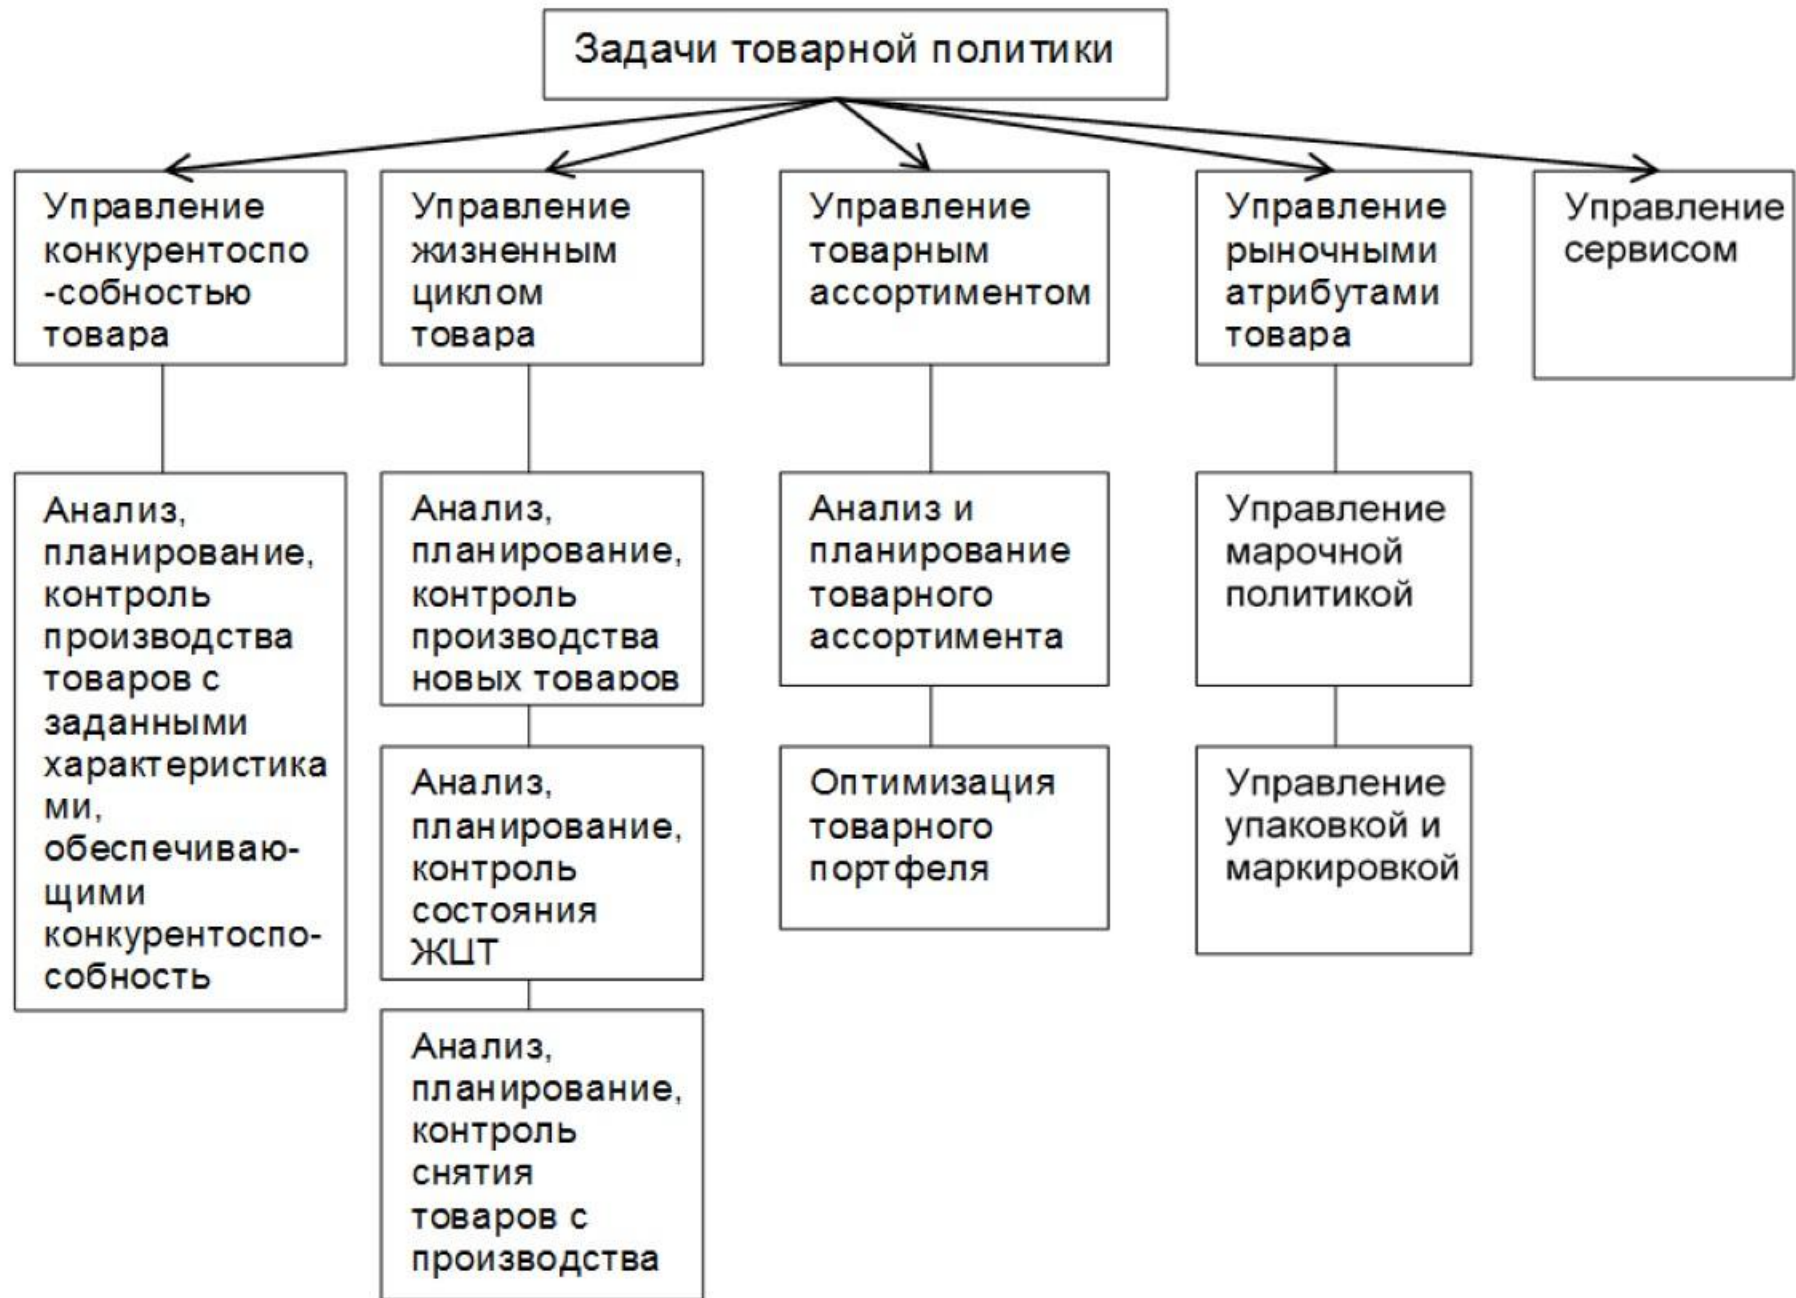 Задачи товарной политики
Управление
конкурентоспо
-собностью
товара
Управление
жизненным
циклом
товара
Управление
товарным
ассортиментом
Управление
рыночными
атрибутами
товара
Управление
сервисом
Анализ,
планирование,
контроль
производства
товаров с
заданными
характеристика
ми,
обеспечиваю-
щими
конкурентоспо-
собность
Анализ,
планирование,
контроль
производства
новых товаров
Анализ,
планирование,
контроль
состояния
ЖЦТ
Анализ,
планирование,
контроль
снятия
товаров с
производства
Анализ и
планирование
товарного
ассортимента
Оптимизация
товарного
портфеля
Управление
марочной
политикой
Управление
упаковкой и
маркировкой